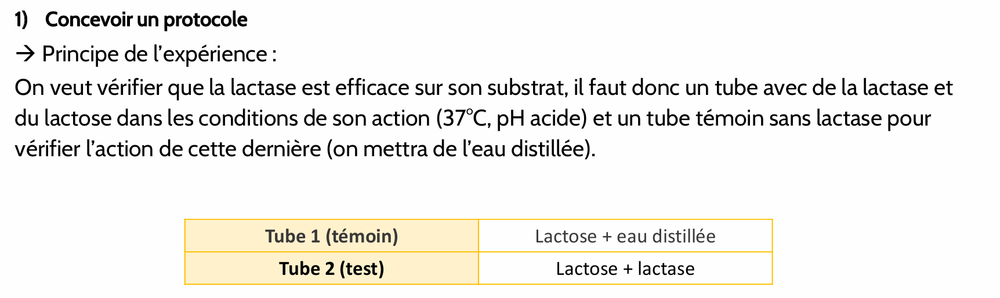 1) Concevoir un protocole
→ Principe de l’expérience :
On veut vérifier que la lactase est efficace sur son substrat, il faut donc un tube avec de la lactase et
du lactose dans les conditions de son action (37°C, pH acide) et un tube témoin sans lactase pour
vérifier l’action de cette dernière (on mettra de l’eau distillée).
Tube 1 (témoin) Lactose + eau distillée
Tube 2 (test) Lactose + lactase